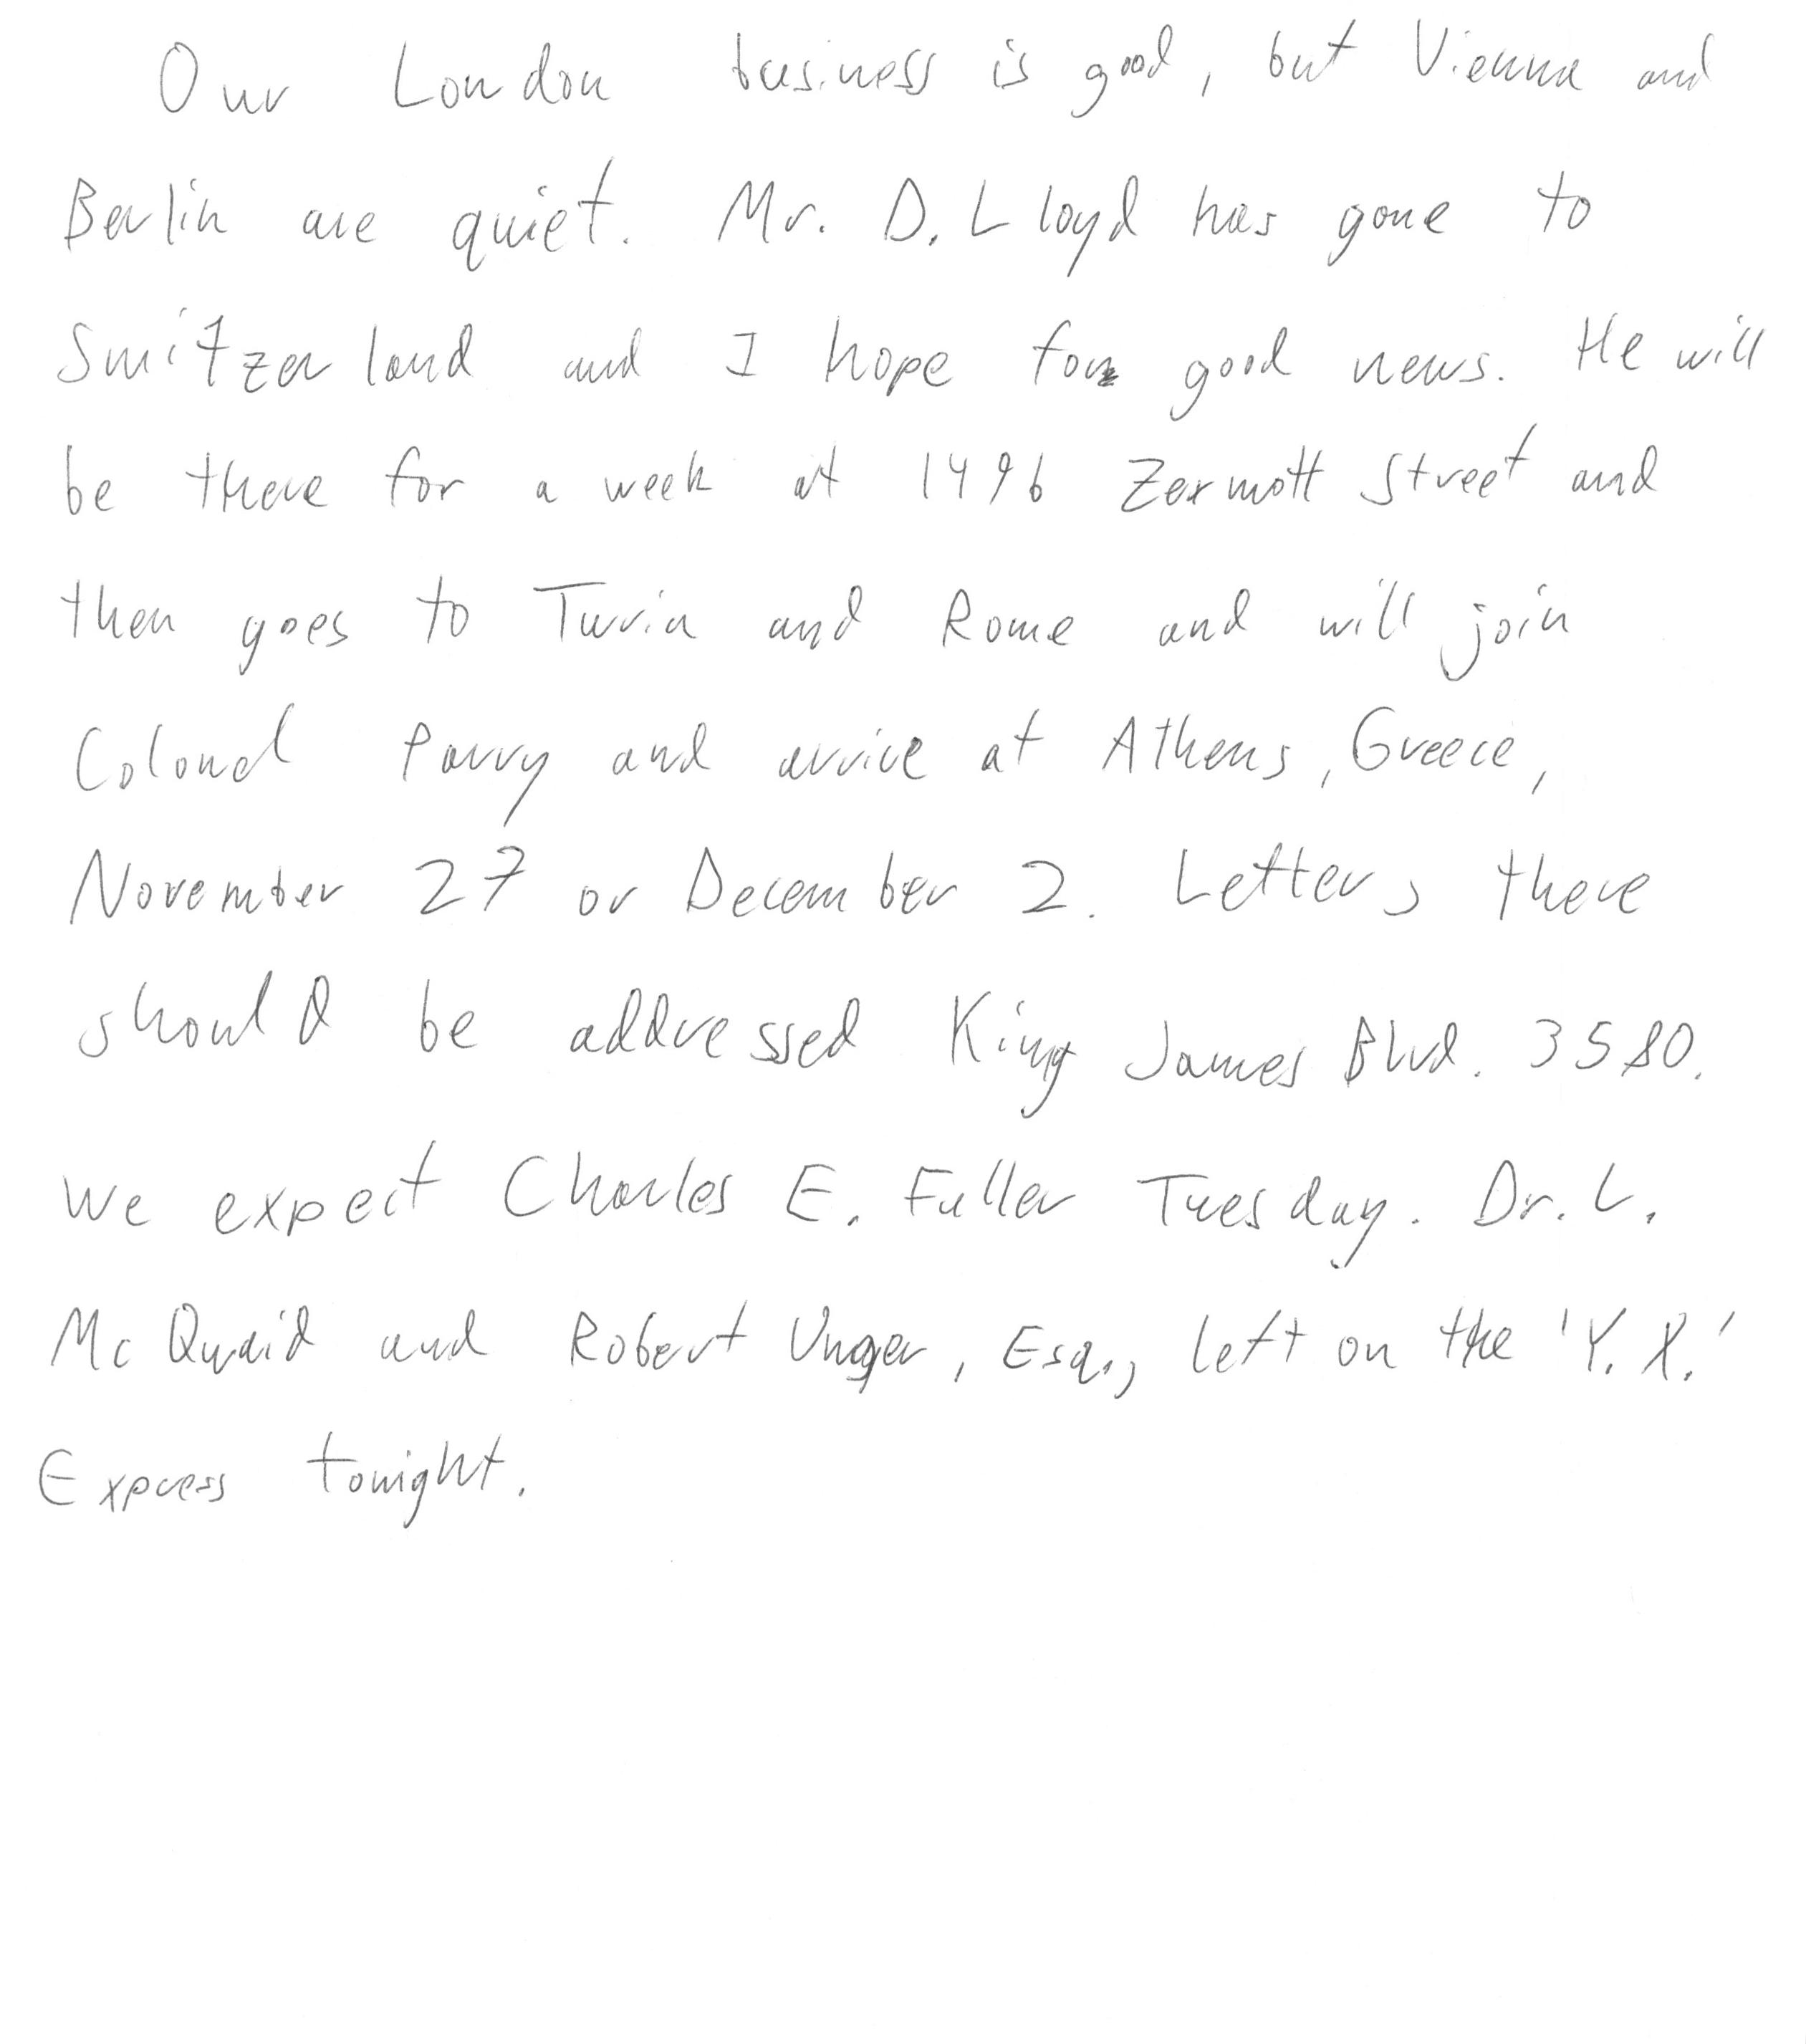 Our London business is good, but Vienna and
Berlin are quiet. Mr. D. Lloyd has gone to
Switzerland and I hope for good news. He will
be there for a week at 1496 Zermott Street and
then goes to Turin and Rome and will join
Colonel Parry and arrive at Athens, Greece,
November 27 or December 2. Letters there
should be addressed King James Blvd. 3580.
We expect Charles E. Fuller Tuesday. Dr. L.
McQuaid and Robert Unger, Esq., left on the 'Y. X.'
Express tonight.